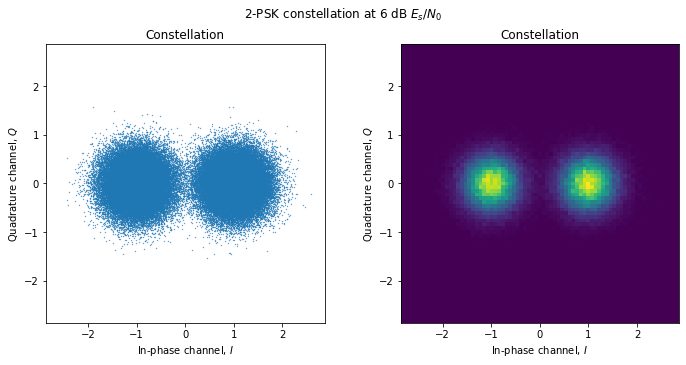 2-PSK constellation at 6 dB $E_s/N_0$
Constellation
Quadrature channel, Q
2
1
0
−1
−2
−2
−1
0
1
2
In-phase channel, I
Constellation
Quadrature channel, Q
2
1
0
−1
−2
−2
−1
0
1
2
In-phase channel, I